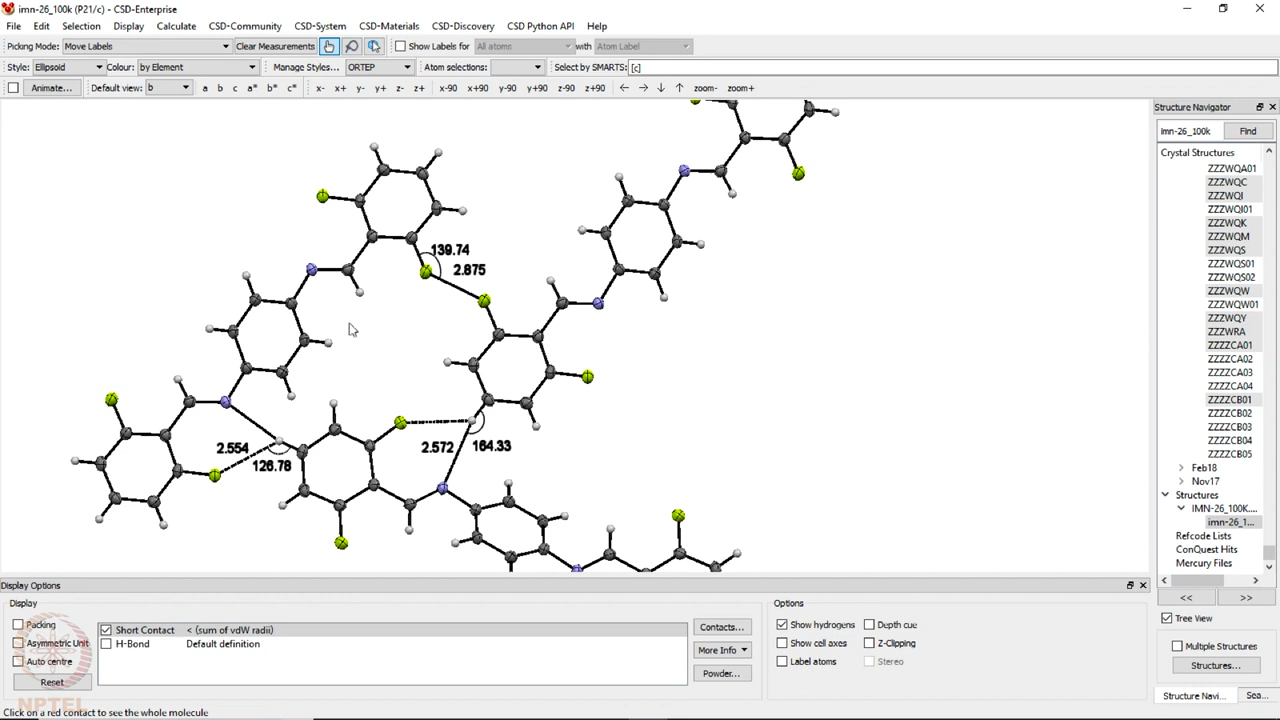 imn-26_100k (P21/c) - CSD-Enterprise
File Edit Selection Display Calculate CSD-Community CSD-System CSD-Materials CSD-Discovery CSD Python API Help
Picking Mode: Move Labels Clear Measurements Show Labels for All atoms with Atom Label
Style: Ellipsoid Colour: by Element Manage Styles... ORTEP Atom selections: Select by SMARTS: [c]
Animate... Default view: b a b c a* b* c* x- x+ y- y+ z- z+ x-90 x+90 y-90 y+90 z-90 z+90 zoom- zoom+
139.74
2.875
2.554
126.78
2.572
164.33
Structure Navigator
imn-26_100k Find
Crystal Structures
ZZZWQA01
ZZZWQC
ZZZWQI
ZZZWQI01
ZZZWQK
ZZZWQM
ZZZWQS
ZZZWQS01
ZZZWQS02
ZZZWQW
ZZZWQW01
ZZZWQY
ZZZWRA
ZZZZCA01
ZZZZCA02
ZZZZCA03
ZZZZCA04
ZZZZCB01
ZZZZCB02
ZZZZCB03
ZZZZCB04
ZZZZCB05
Feb18
Nov17
Structures
IMN-26_100K....
imn-26_1...
Refcode Lists
ConQuest Hits
Mercury Files
<< >>
Tree View
Multiple Structures
Structures...
Structure Navi... Sea...
Display Options
Display
Packing
Asymmetric Unit
Auto centre
Reset
Short Contact < (sum of vdW radii)
H-Bond Default definition
Contacts...
More Info
Powder...
Options
Show hydrogens Depth cue
Show cell axes Z-Clipping
Label atoms Stereo
NPTEL
Click on a red contact to see the whole molecule